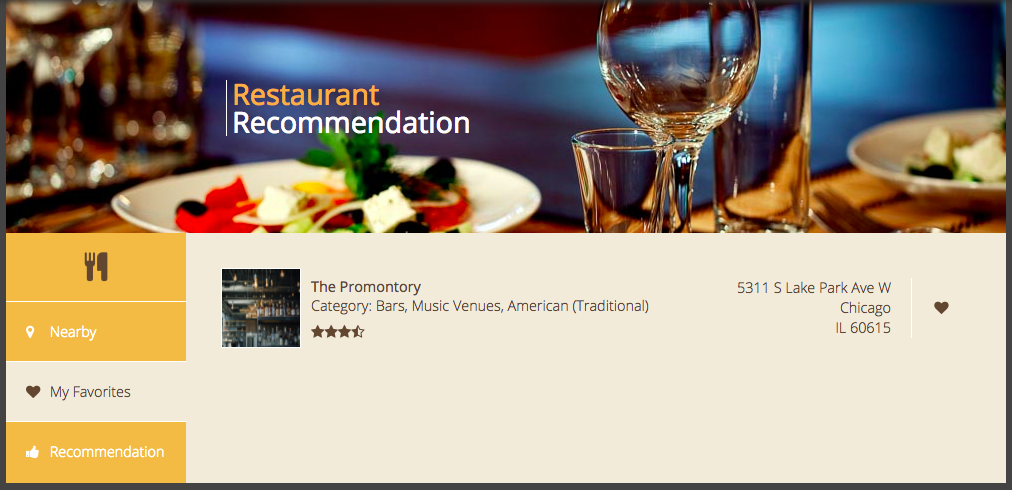 Restaurant
Recommendation
Nearby
My Favorites
Recommendation
The Promontory
Category: Bars, Music Venues, American (Traditional)
5311 S Lake Park Ave W
Chicago
IL 60615